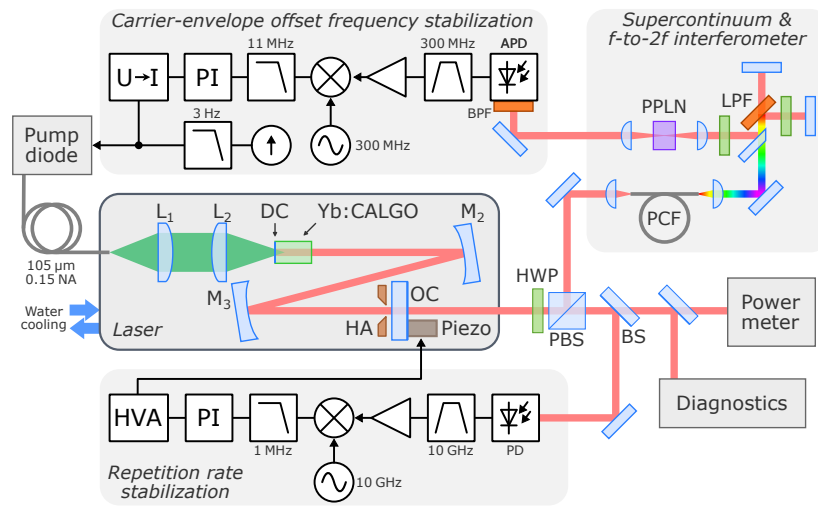 Carrier-envelope offset frequency stabilization
Supercontinuum &
f-to-2f interferometer
U→I
PI
11 MHz
300 MHz
APD
BPF
3 Hz
300 MHz
PPLN
LPF
PCF
Pump
diode
105 µm
0.15 NA
Water
cooling
L1
L2
DC
Yb:CALGO
M2
M3
OC
HA
Piezo
Laser
HWP
PBS
BS
Power
meter
Diagnostics
HVA
PI
1 MHz
10 GHz
PD
10 GHz
Repetition rate
stabilization